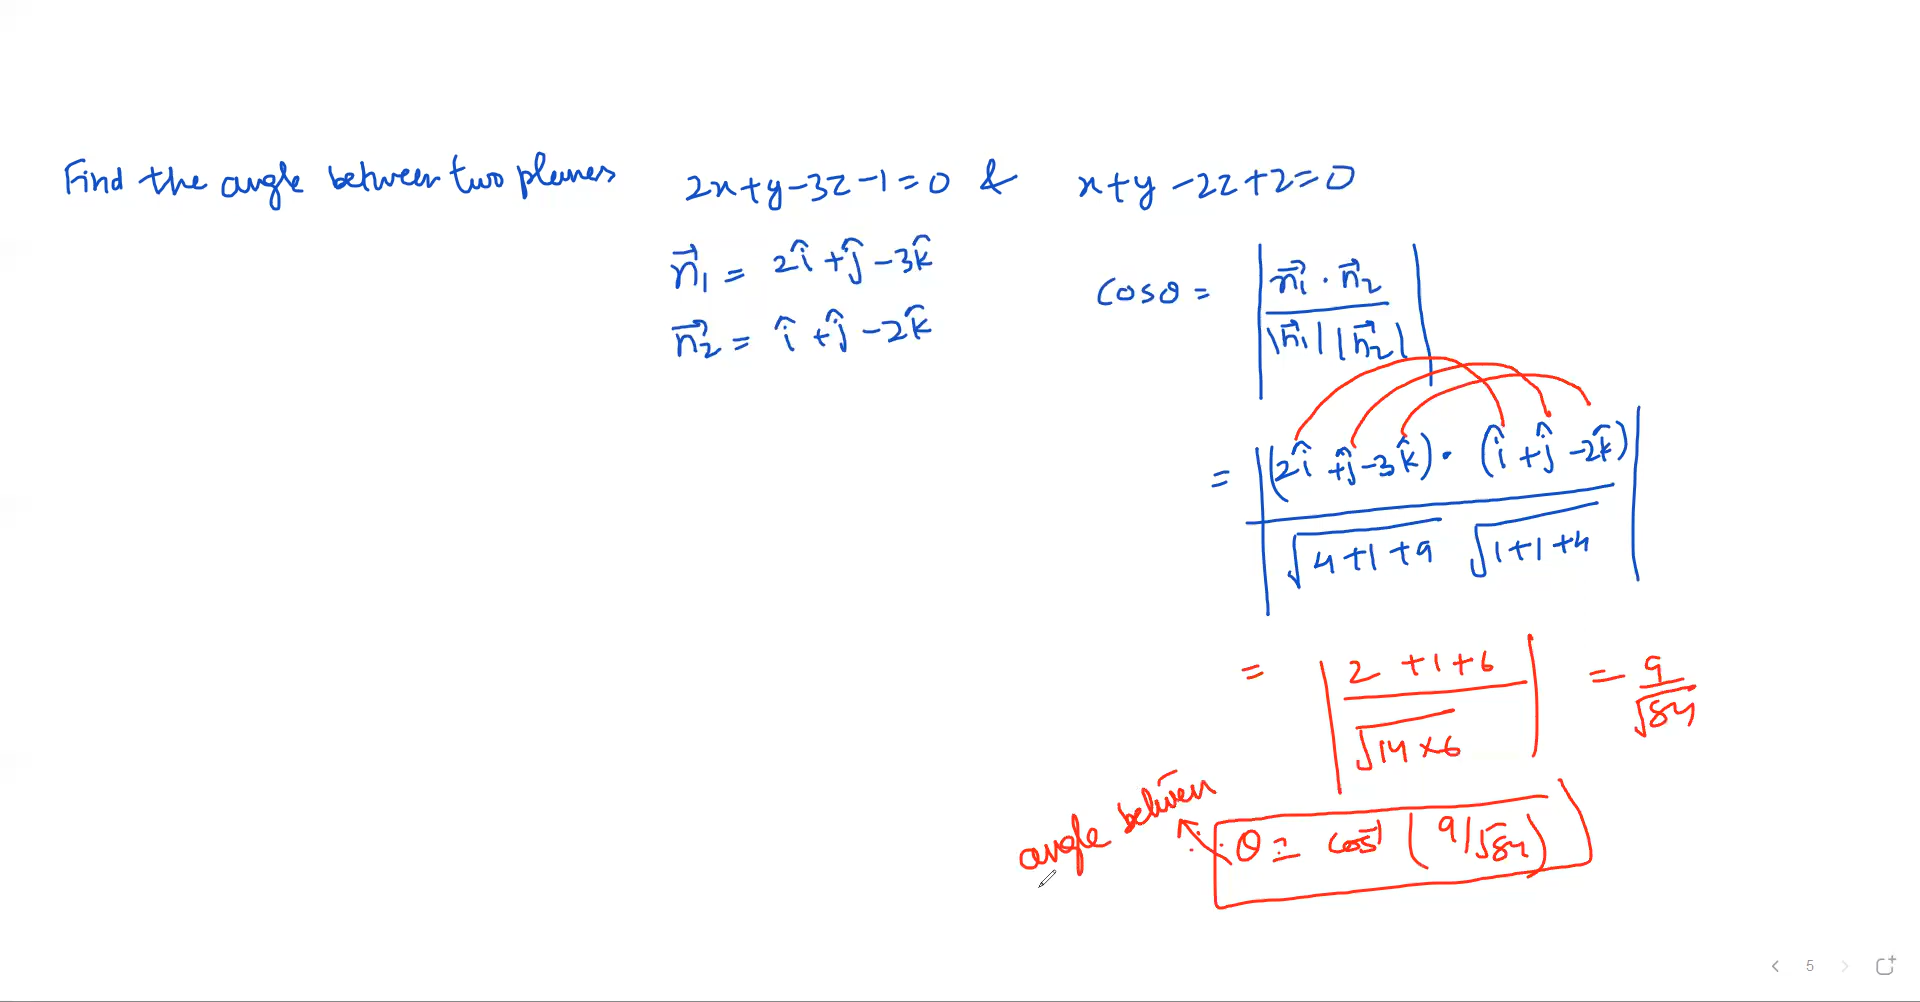 Find the angle between two planes 2x+y-3z-1=0 & x+y-2z+2=0
n⃗₁ = 2î+ĵ-3k̂
n⃗₂ = î+ĵ-2k̂
cosθ = | n⃗₁ · n⃗₂ / |n⃗₁| |n⃗₂| |
= | (2î+ĵ-3k̂) · (î+ĵ-2k̂) / √(4+1+9) √(1+1+4) |
= | 2+1+6 / √(14×6) | = 9/√84
angle between
θ = cos⁻¹ (9/√84)
5